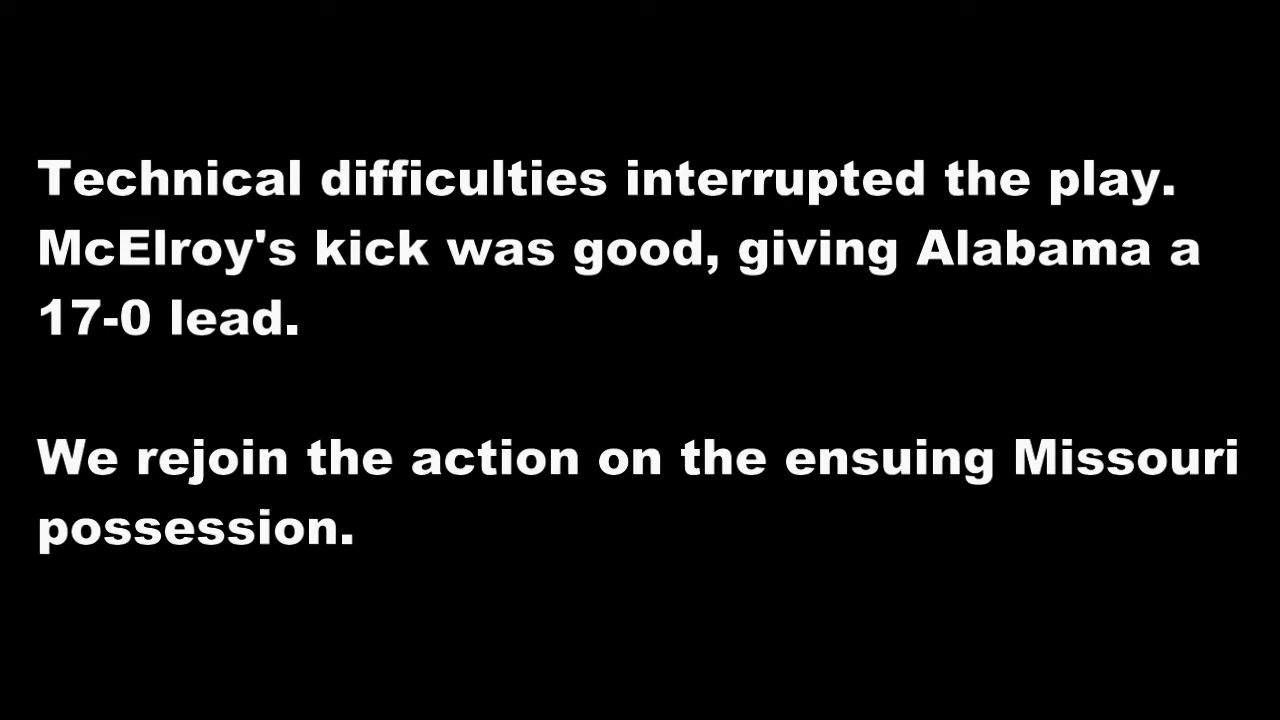 Technical difficulties interrupted the play.
McElroy's kick was good, giving Alabama a
17-0 lead.
We rejoin the action on the ensuing Missouri
possession.